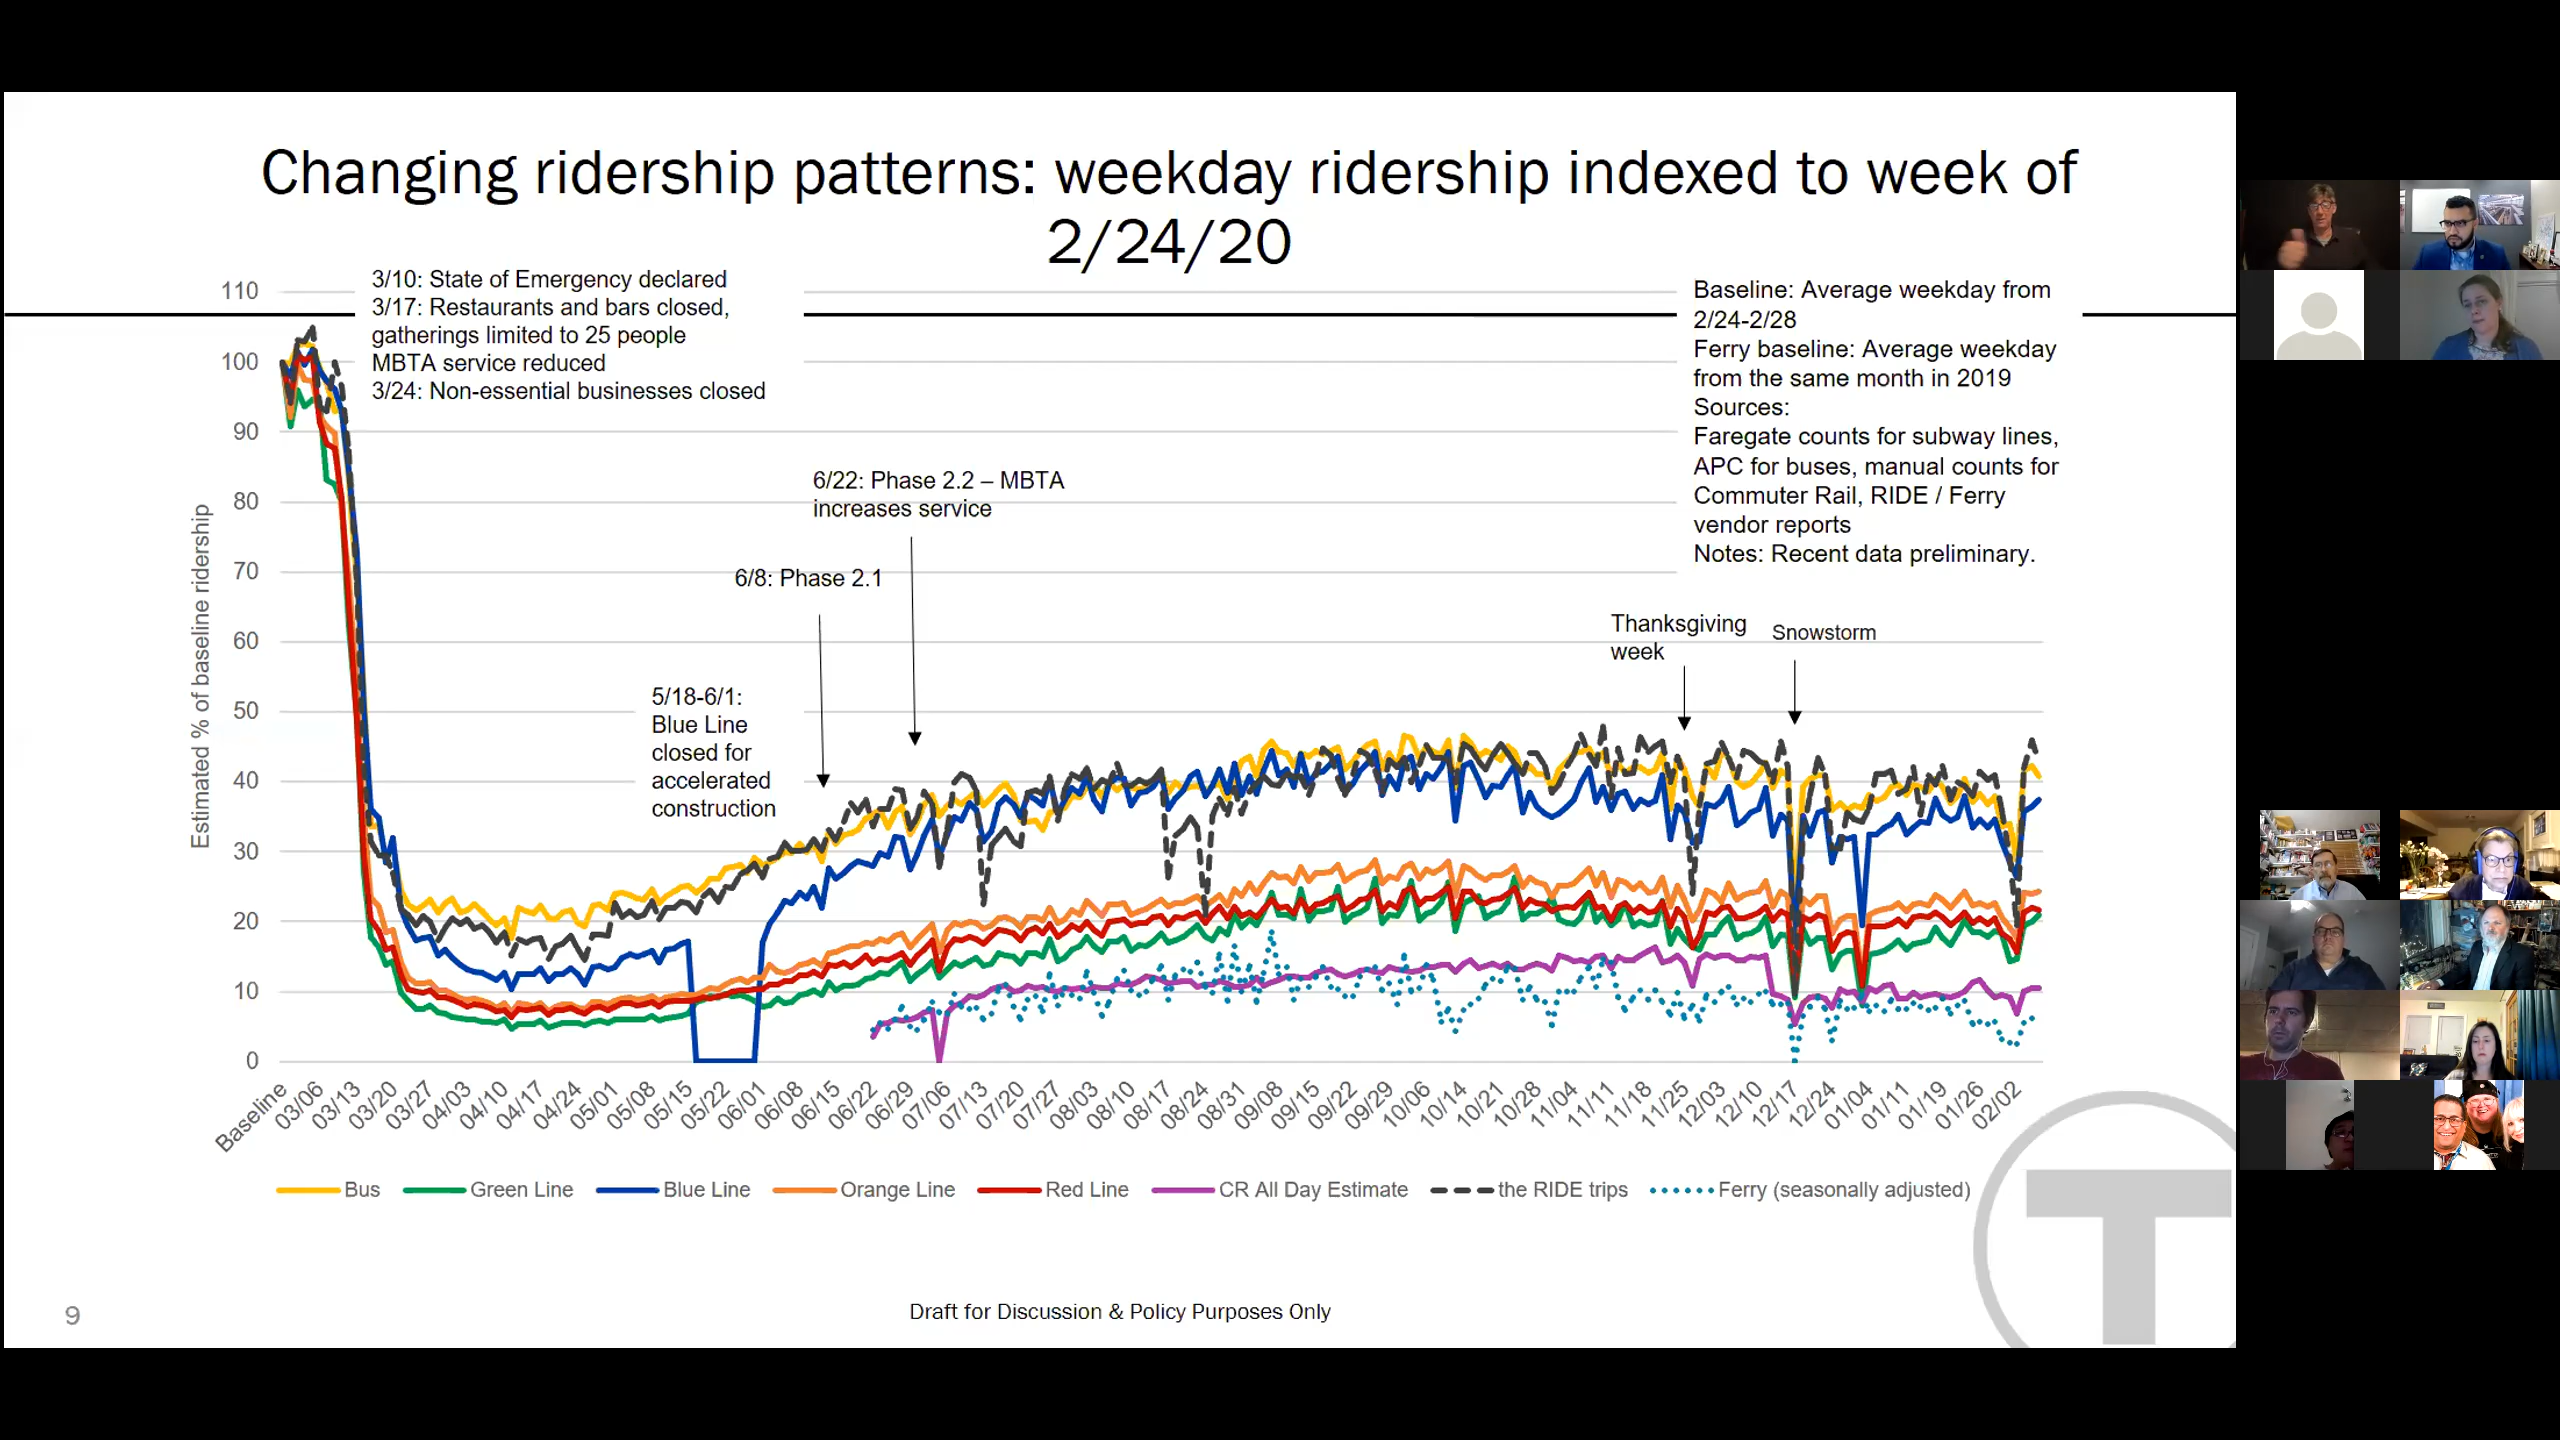 Changing ridership patterns: weekday ridership indexed to week of
2/24/20
3/10: State of Emergency declared
3/17: Restaurants and bars closed,
gatherings limited to 25 people
MBTA service reduced
3/24: Non-essential businesses closed
Baseline: Average weekday from
2/24-2/28
Ferry baseline: Average weekday
from the same month in 2019
Sources:
Faregate counts for subway lines,
APC for buses, manual counts for
Commuter Rail, RIDE / Ferry
vendor reports
Notes: Recent data preliminary.
6/22: Phase 2.2 – MBTA
increases service
6/8: Phase 2.1
5/18-6/1:
Blue Line
closed for
accelerated
construction
Thanksgiving
week
Snowstorm
Estimated % of baseline ridership
110
100
90
80
70
60
50
40
30
20
10
0
Baseline
03/06
03/13
03/20
03/27
04/03
04/10
04/17
04/24
05/01
05/08
05/15
05/22
06/01
06/08
06/15
06/22
06/29
07/06
07/13
07/20
07/27
08/03
08/10
08/17
08/24
08/31
09/08
09/15
09/22
09/29
10/06
10/14
10/21
10/28
11/04
11/11
11/18
11/25
12/03
12/10
12/17
12/24
01/04
01/11
01/19
01/26
02/02
Bus Green Line Blue Line Orange Line Red Line CR All Day Estimate the RIDE trips Ferry (seasonally adjusted)
T
9
Draft for Discussion & Policy Purposes Only